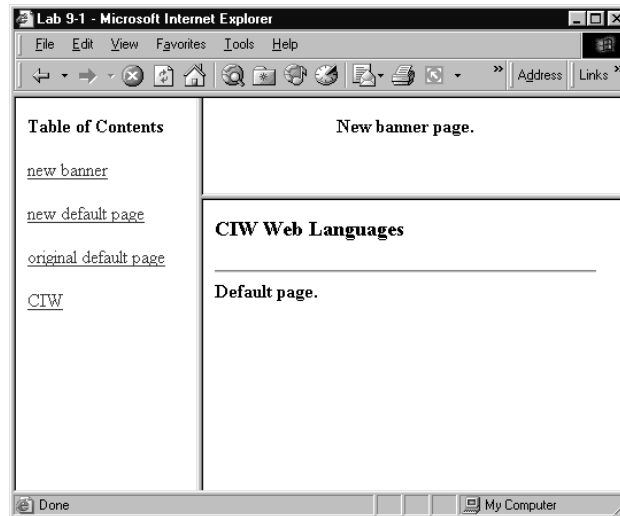 Lab 9-1 - Microsoft Internet Explorer
File Edit View Favorites Tools Help
» Address Links »
Table of Contents
new banner
new default page
original default page
CIW
New banner page.
CIW Web Languages
Default page.
Done
My Computer